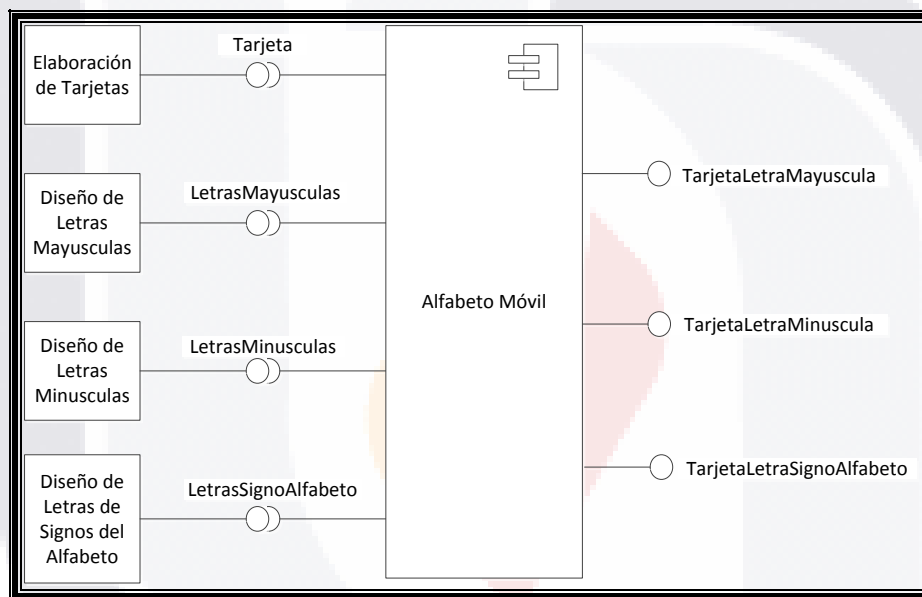 Elaboración
de Tarjetas
Tarjeta
Diseño de
Letras
Mayusculas
LetrasMayusculas
Diseño de
Letras
Minusculas
LetrasMinusculas
Diseño de
Letras de
Signos del
Alfabeto
LetrasSignoAlfabeto
Alfabeto Móvil
TarjetaLetraMayuscula
TarjetaLetraMinuscula
TarjetaLetraSignoAlfabeto